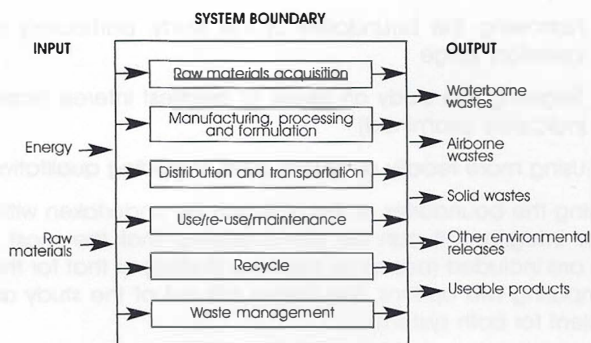 SYSTEM BOUNDARY
INPUT
OUTPUT
Raw materials acquisition
Manufacturing, processing
and formulation
Distribution and transportation
Use/re-use/maintenance
Recycle
Waste management
Energy
Raw
materials
Waterborne
wastes
Airborne
wastes
Solid wastes
Other environmental
releases
Useable products